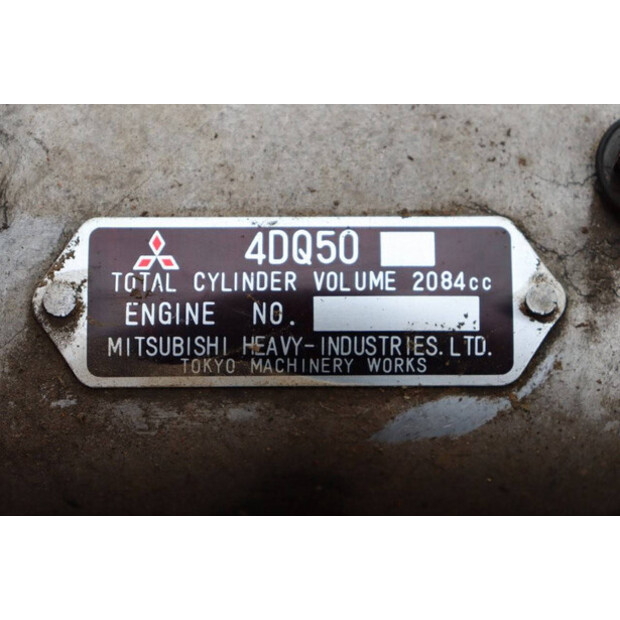 4DQ50
TOTAL CYLINDER VOLUME 2084cc
ENGINE NO.
MITSUBISHI HEAVY-INDUSTRIES. LTD.
TOKYO MACHINERY WORKS